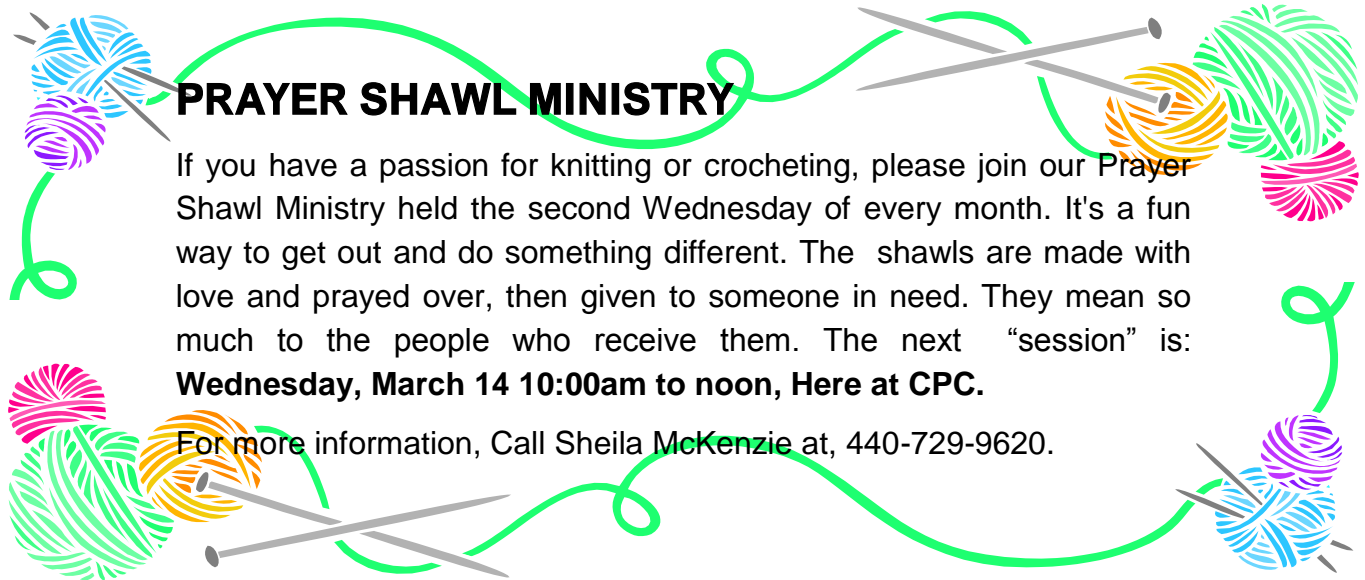 PRAYER SHAWL MINISTRY
If you have a passion for knitting or crocheting, please join our Prayer
Shawl Ministry held the second Wednesday of every month. It's a fun
way to get out and do something different. The shawls are made with
love and prayed over, then given to someone in need. They mean so
much to the people who receive them. The next “session” is:
Wednesday, March 14 10:00am to noon, Here at CPC.
For more information, Call Sheila McKenzie at, 440-729-9620.